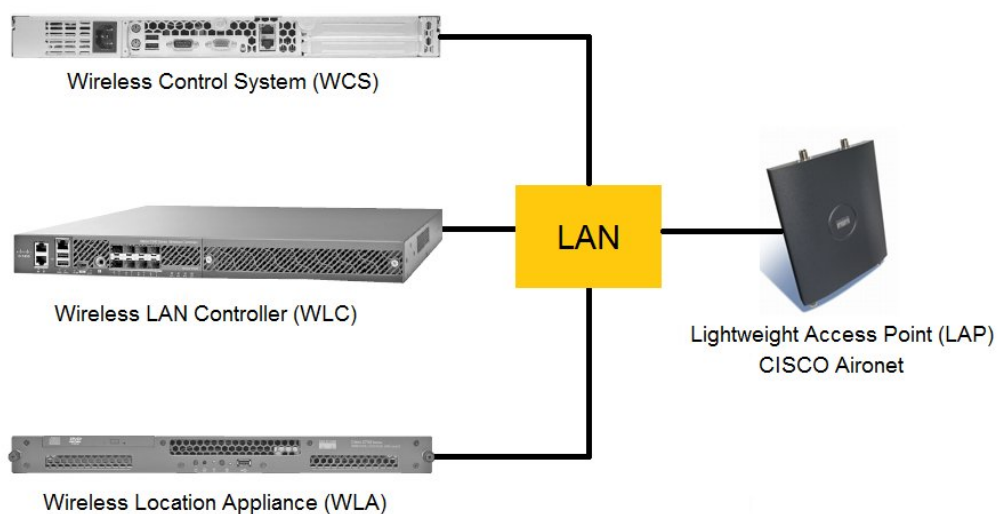 Wireless Control System (WCS)
LAN
Wireless LAN Controller (WLC)
Lightweight Access Point (LAP)
CISCO Aironet
Wireless Location Appliance (WLA)